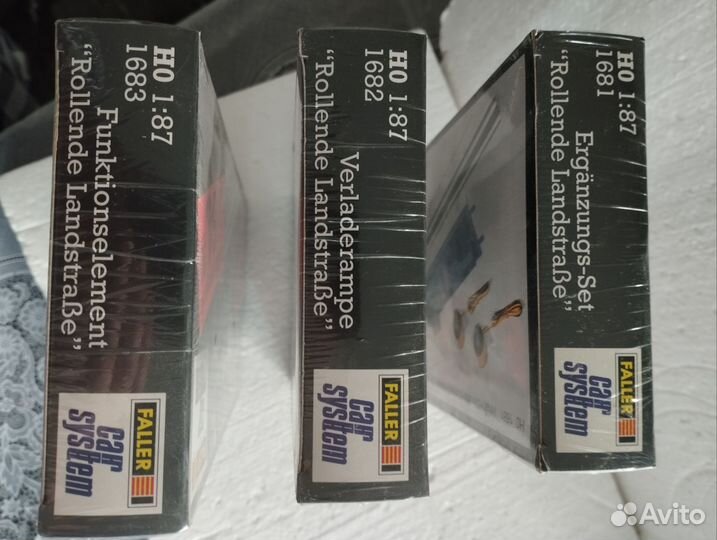 H0 1:87
1683
Funktionselement
“Rollende Landstraße”
FALLER
car
system
H0 1:87
1682
Verladerampe
“Rollende Landstraße”
FALLER
car
system
H0 1:87
1681
Ergänzungs-Set
“Rollende Landstraße”
FALLER
car
system
Avito